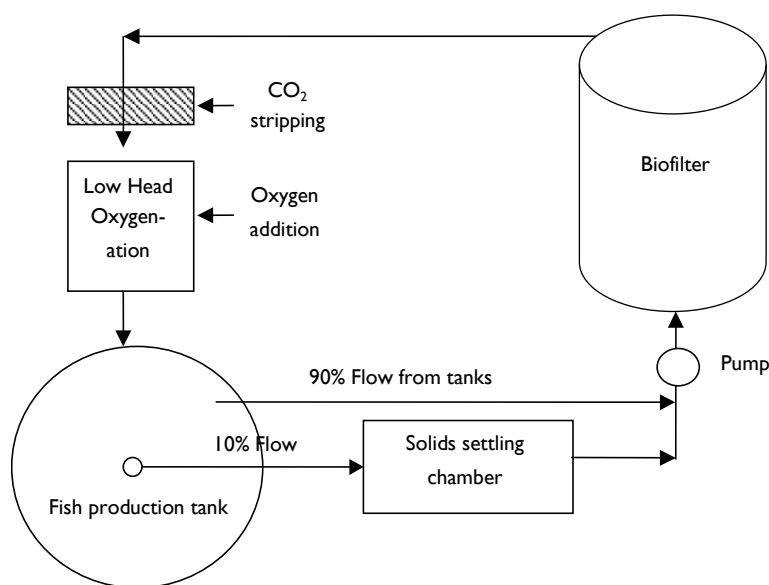 CO₂
stripping
Biofilter
Low Head
Oxygen-
ation
Oxygen
addition
90% Flow from tanks
Pump
10% Flow
Solids settling
chamber
Fish production tank